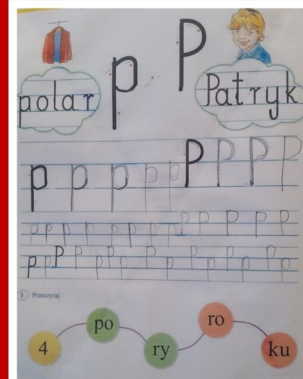 p P
polar Patryk
p p p p p P P P P
p p p p p p p p p P P P P P
p p P p p p p p p p p p p p
Przeczytaj.
4 po ry ro ku